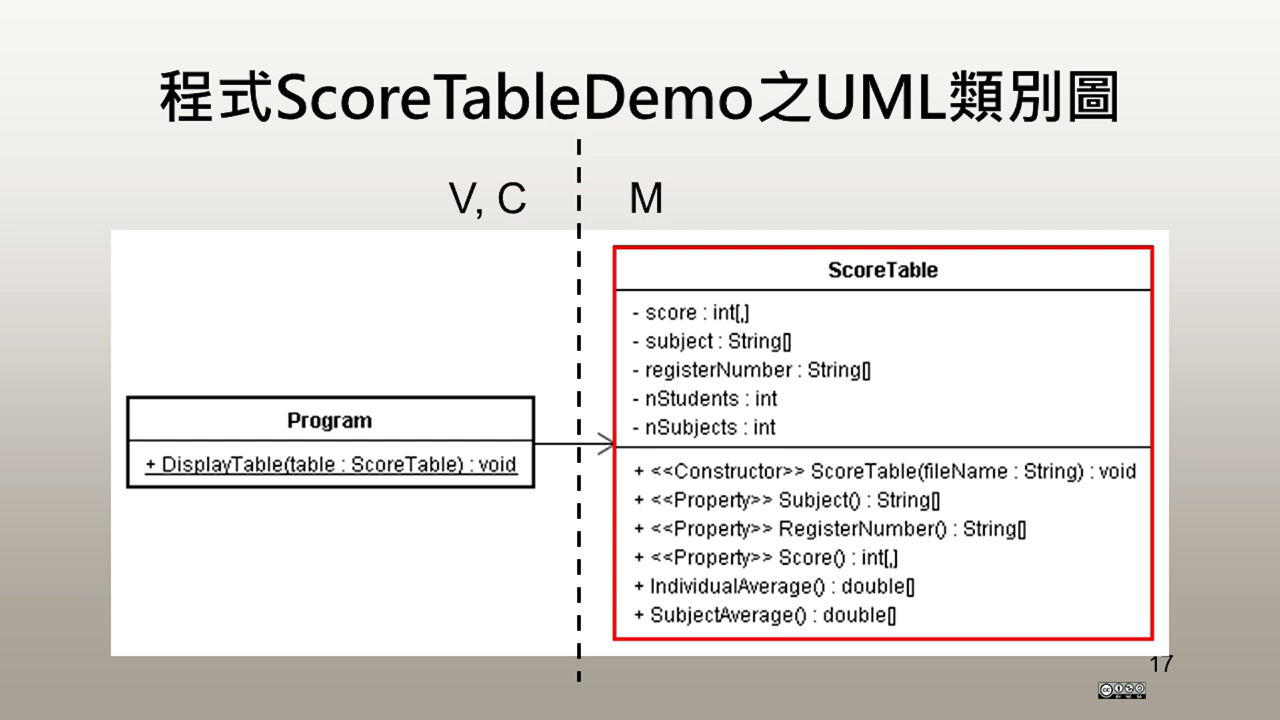 程式ScoreTableDemo之UML類別圖
V, C
M
Program
+ DisplayTable(table : ScoreTable) : void
ScoreTable
- score : int[,]
- subject : String[]
- registerNumber : String[]
- nStudents : int
- nSubjects : int
+ <<Constructor>> ScoreTable(fileName : String) : void
+ <<Property>> Subject() : String[]
+ <<Property>> RegisterNumber() : String[]
+ <<Property>> Score() : int[,]
+ IndividualAverage() : double[]
+ SubjectAverage() : double[]
17
BY NC SA